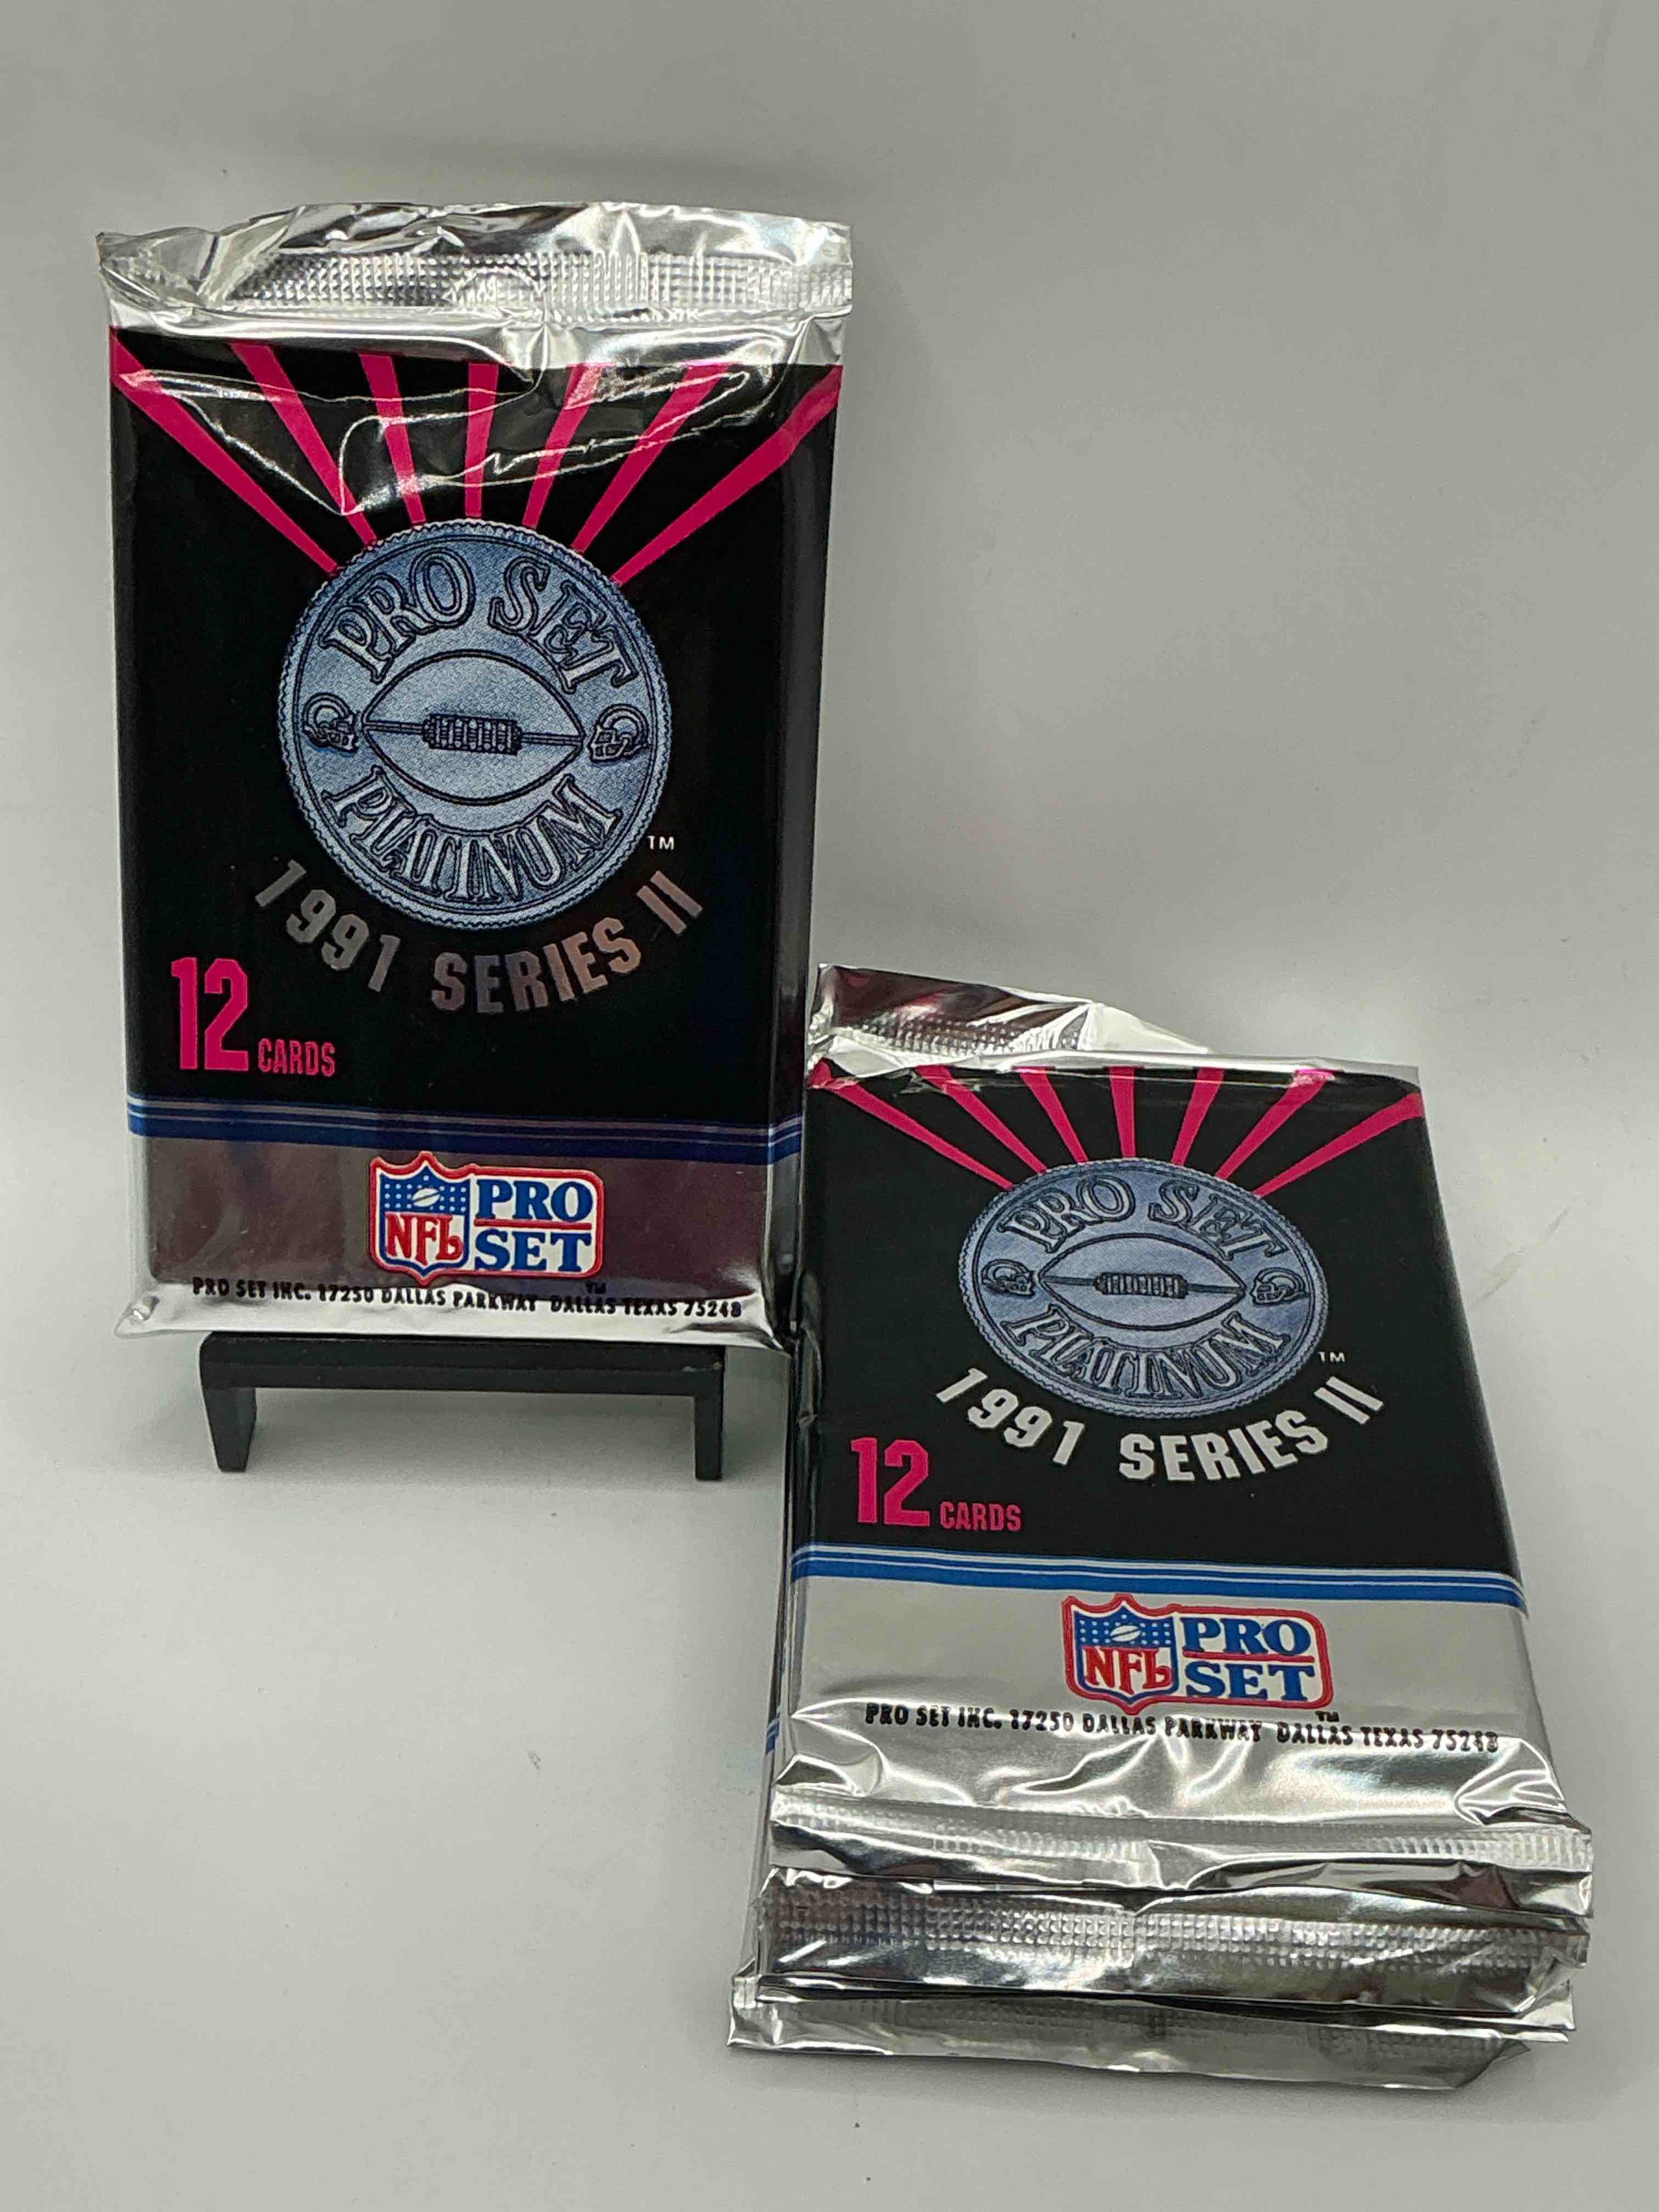 PRO SET
PLATINUM
TM
1991 SERIES II
12 CARDS
NFL PRO SET
TM
PRO SET INC. 17250 DALLAS PARKWAY DALLAS TEXAS 75248
PRO SET
PLATINUM
TM
1991 SERIES II
12 CARDS
NFL PRO SET
TM
PRO SET INC. 17250 DALLAS PARKWAY DALLAS TEXAS 75248